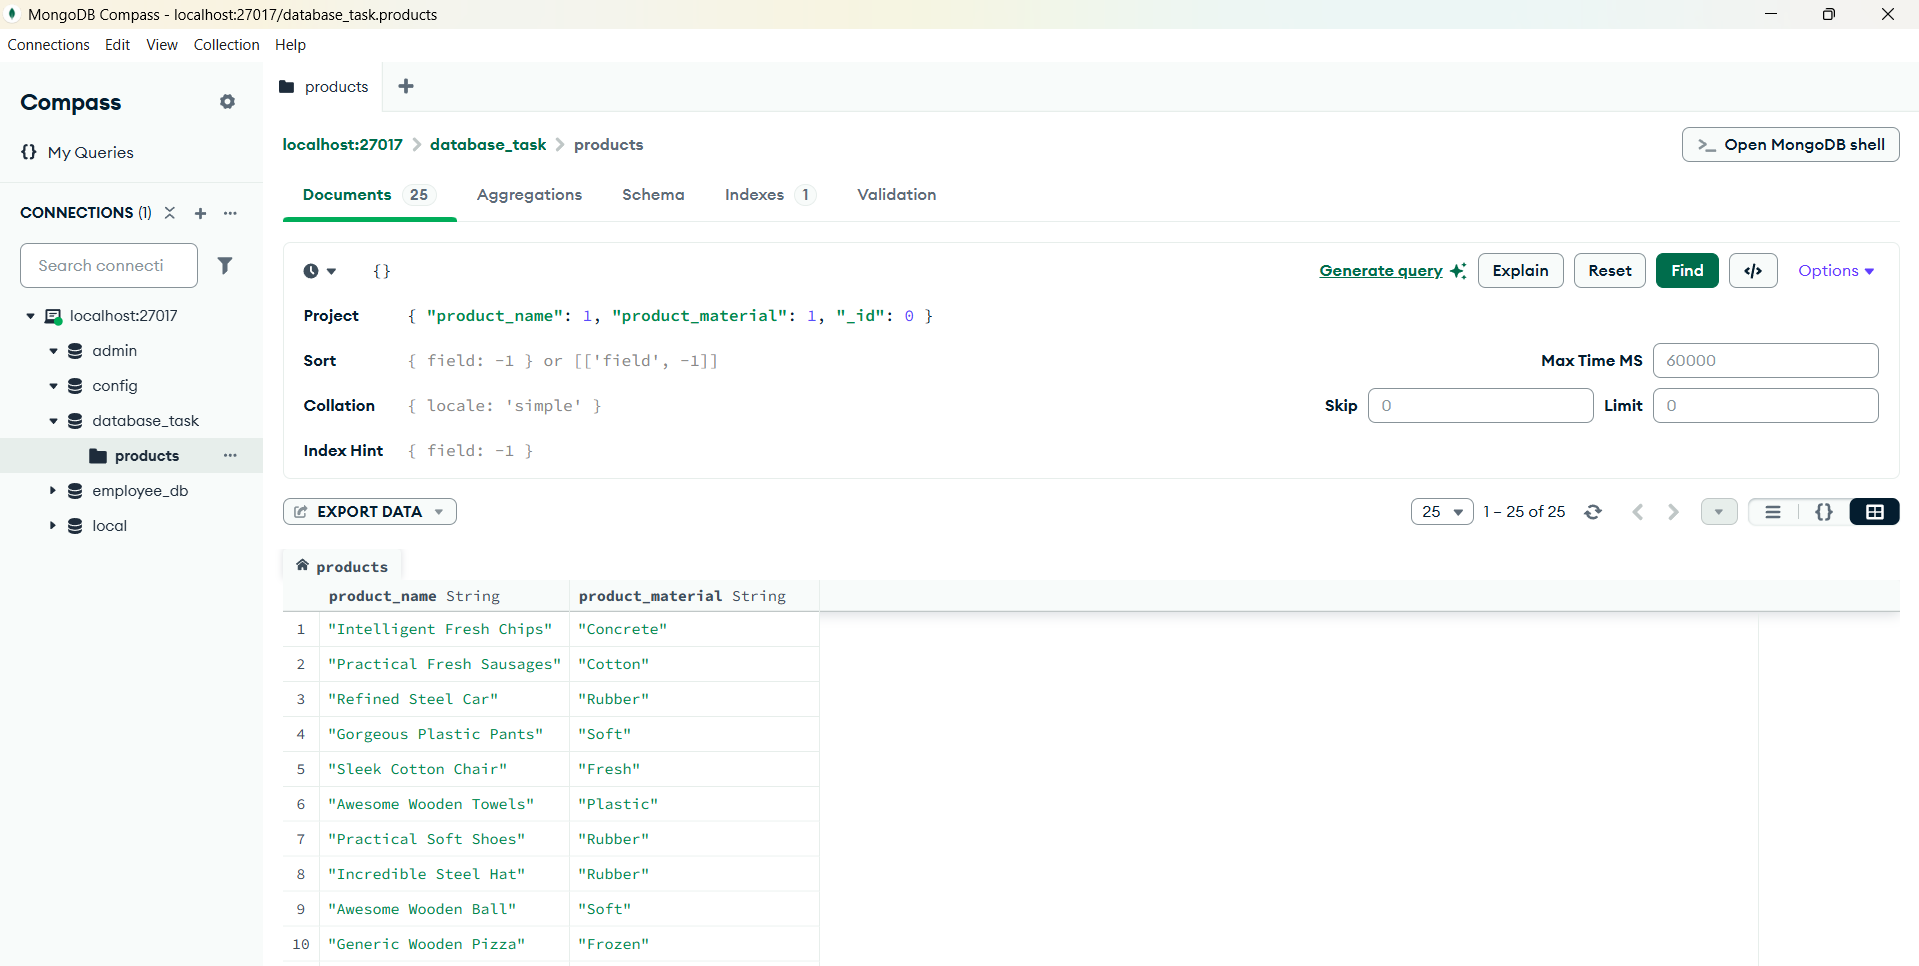 MongoDB Compass - localhost:27017/database_task.products
Connections Edit View Collection Help
Compass
products
{} My Queries
localhost:27017 > database_task > products
>_ Open MongoDB shell
Documents 25 Aggregations Schema Indexes 1 Validation
CONNECTIONS (1)
Search connecti
{}
Generate query Explain Reset Find </> Options
Project { "product_name": 1, "product_material": 1, "_id": 0 }
Sort { field: -1 } or [['field', -1]]
Max Time MS 60000
Collation { locale: 'simple' }
Skip 0 Limit 0
Index Hint { field: -1 }
localhost:27017
admin
config
database_task
products
employee_db
local
EXPORT DATA
25 1 – 25 of 25 {}
products
product_name String product_material String
1 "Intelligent Fresh Chips" "Concrete"
2 "Practical Fresh Sausages" "Cotton"
3 "Refined Steel Car" "Rubber"
4 "Gorgeous Plastic Pants" "Soft"
5 "Sleek Cotton Chair" "Fresh"
6 "Awesome Wooden Towels" "Plastic"
7 "Practical Soft Shoes" "Rubber"
8 "Incredible Steel Hat" "Rubber"
9 "Awesome Wooden Ball" "Soft"
10 "Generic Wooden Pizza" "Frozen"